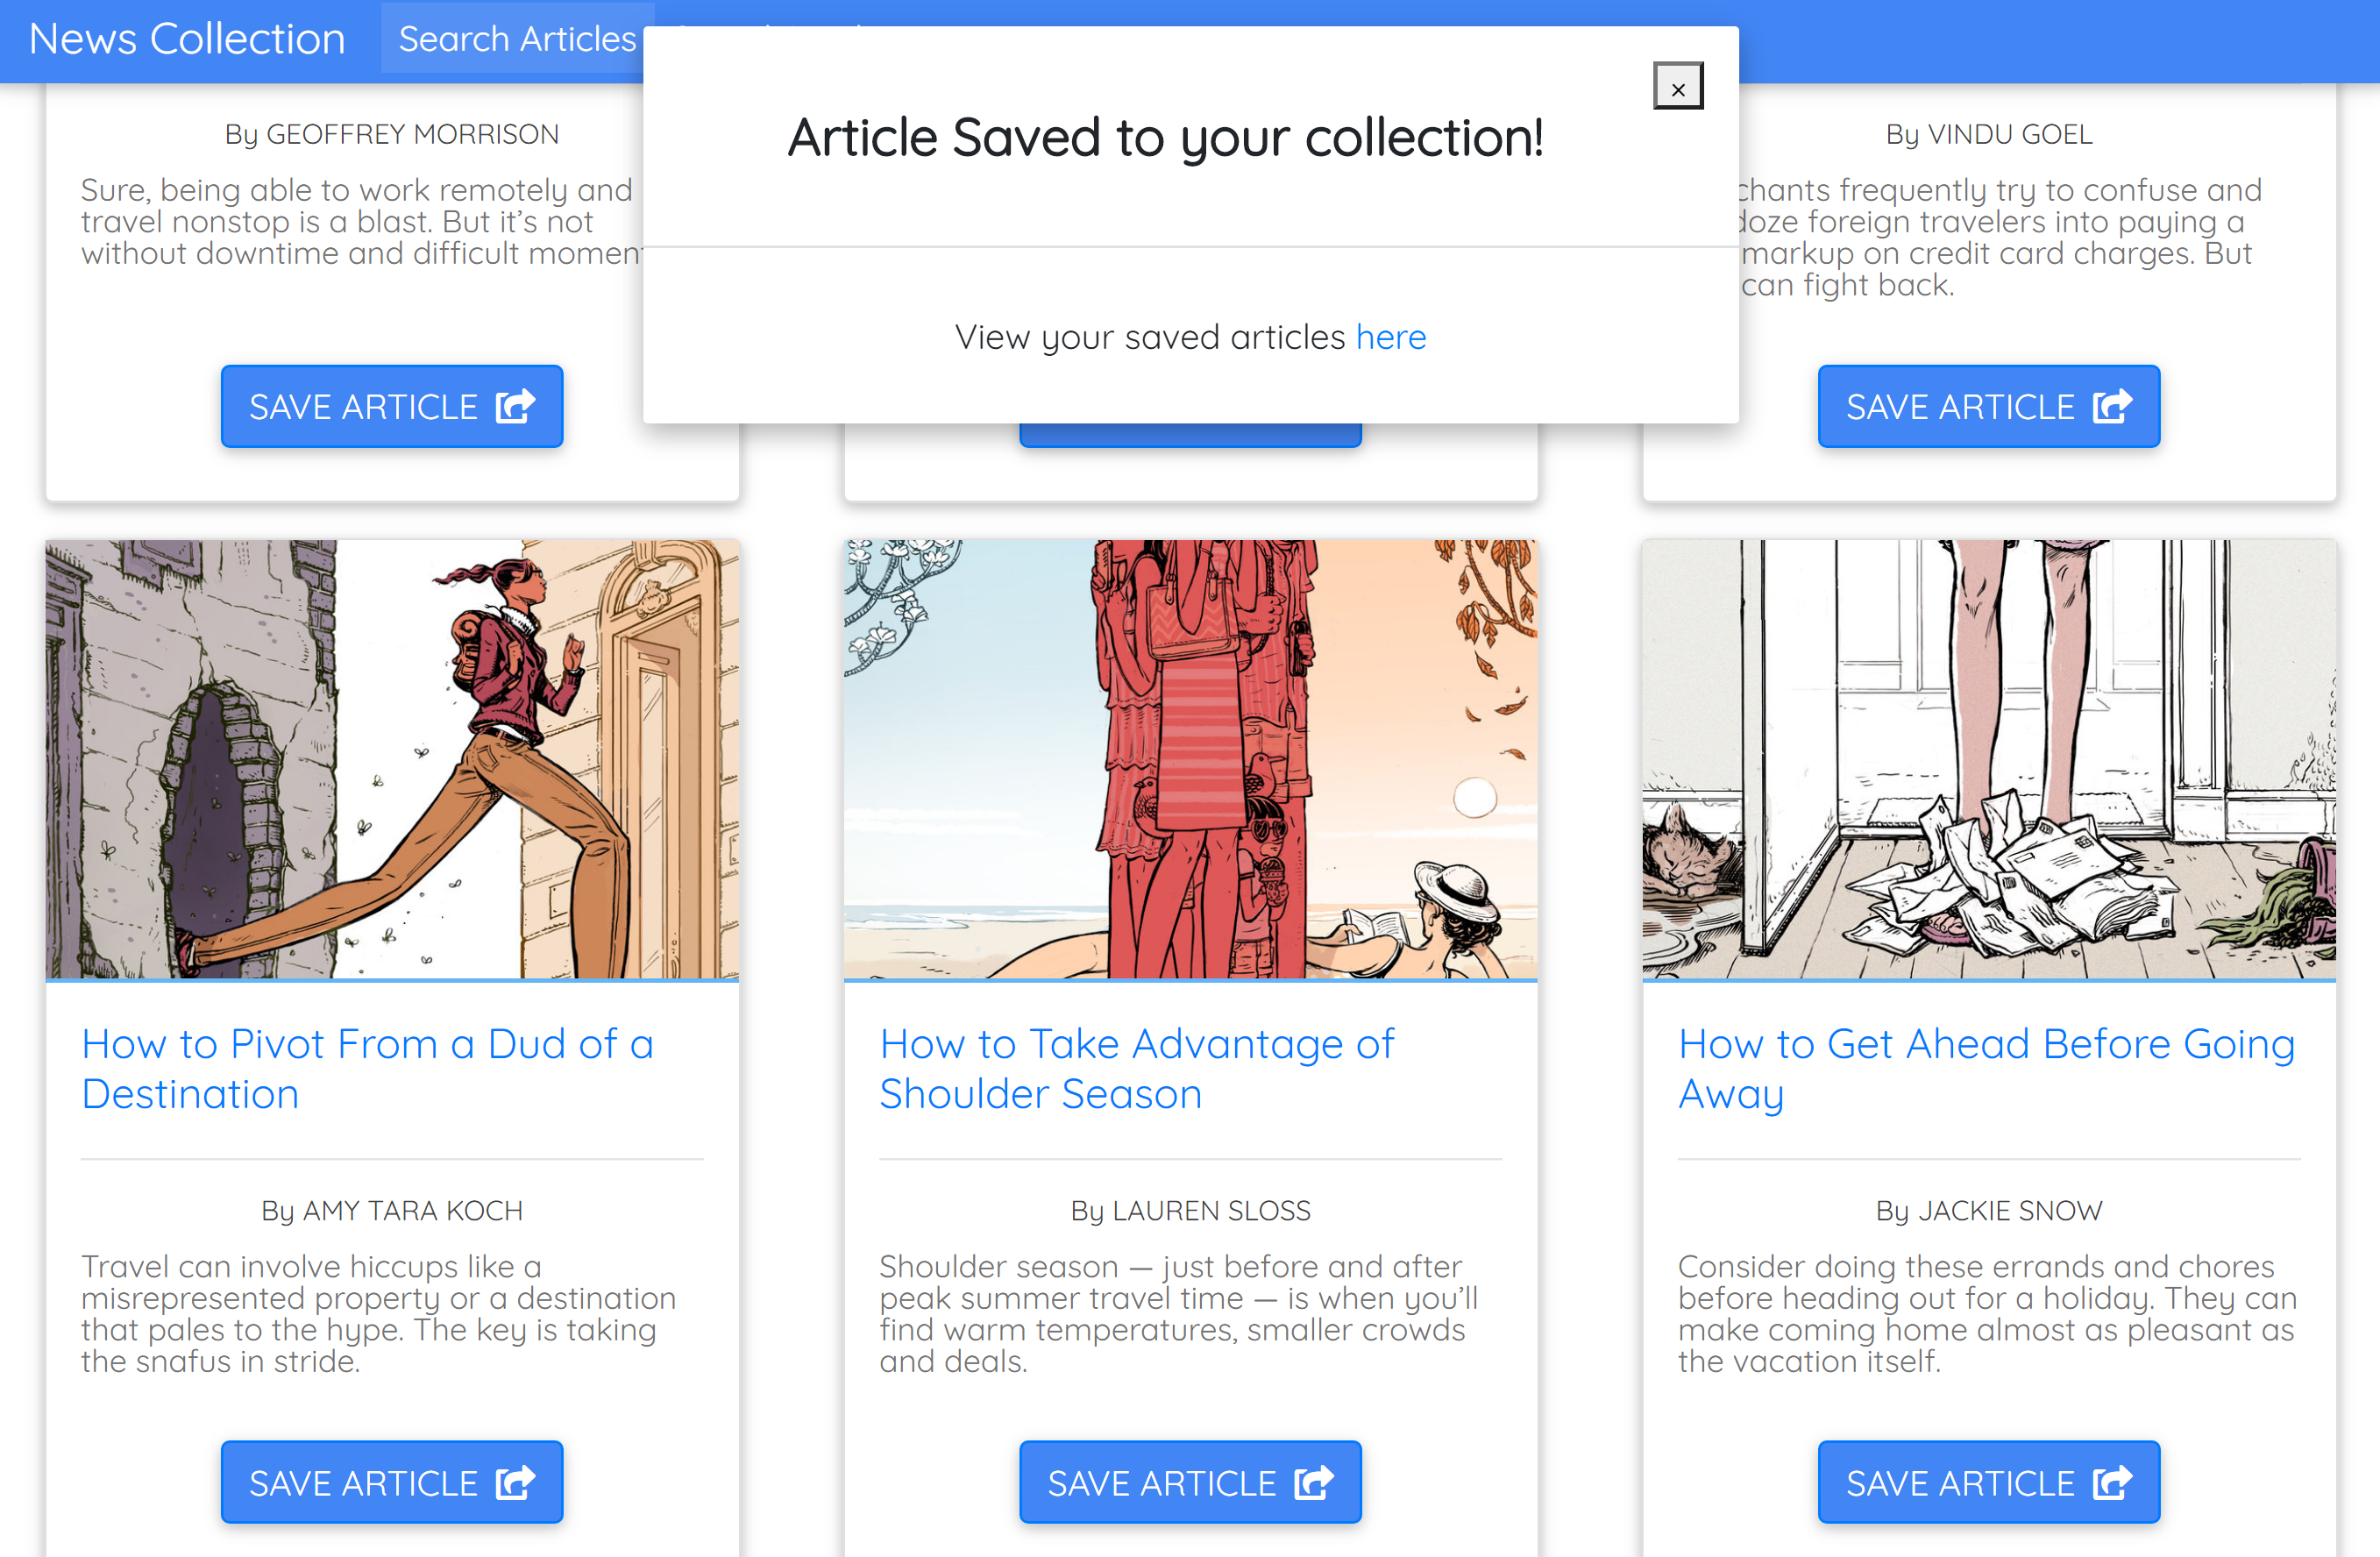 News Collection
Search Articles
×
Article Saved to your collection!
View your saved articles here
By GEOFFREY MORRISON
Sure, being able to work remotely and
travel nonstop is a blast. But it’s not
without downtime and difficult
SAVE ARTICLE
By VINDU GOEL
frequently try to confuse and
foreign travelers into paying a
markup on credit card charges. But
can fight back.
SAVE ARTICLE
How to Pivot From a Dud of a
Destination
By AMY TARA KOCH
Travel can involve hiccups like a
misrepresented property or a destination
that pales to the hype. The key is taking
the snafus in stride.
SAVE ARTICLE
How to Take Advantage of
Shoulder Season
By LAUREN SLOSS
Shoulder season — just before and after
peak summer travel time — is when you’ll
find warm temperatures, smaller crowds
and deals.
SAVE ARTICLE
How to Get Ahead Before Going
Away
By JACKIE SNOW
Consider doing these errands and chores
before heading out for a holiday. They can
make coming home almost as pleasant as
the vacation itself.
SAVE ARTICLE